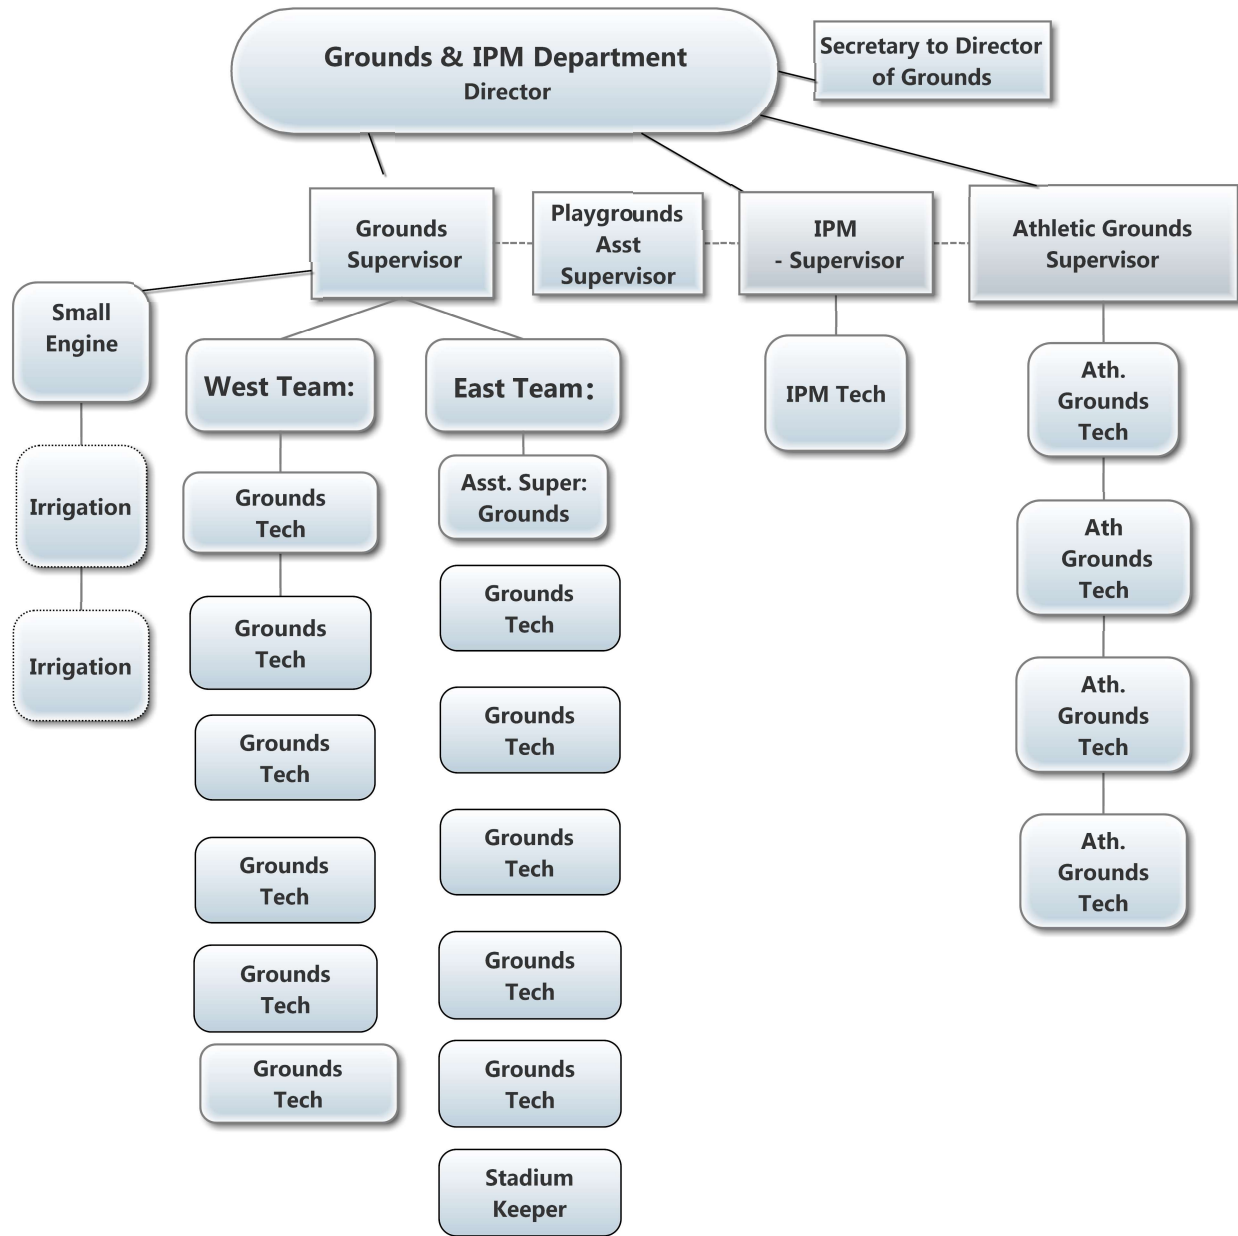 Grounds & IPM Department
Director
Secretary to Director
of Grounds
Grounds
Supervisor
Playgrounds
Asst
Supervisor
IPM
- Supervisor
Athletic Grounds
Supervisor
Small
Engine
Irrigation
Irrigation
West Team:
Grounds
Tech
Grounds
Tech
Grounds
Tech
Grounds
Tech
Grounds
Tech
Grounds
Tech
East Team:
Asst. Super:
Grounds
Grounds
Tech
Grounds
Tech
Grounds
Tech
Grounds
Tech
Grounds
Tech
Stadium
Keeper
IPM Tech
Ath.
Grounds
Tech
Ath
Grounds
Tech
Ath.
Grounds
Tech
Ath.
Grounds
Tech